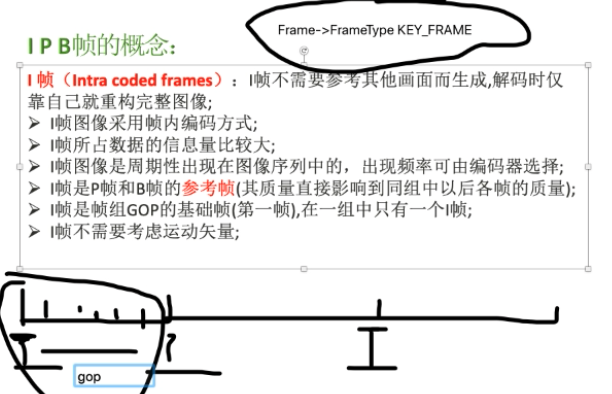 Frame->FrameType KEY_FRAME
I P B帧的概念：
I 帧（Intra coded frames）：I帧不需要参考其他画面而生成,解码时仅
靠自己就重构完整图像;
➢ I帧图像采用帧内编码方式;
➢ I帧所占数据的信息量比较大;
➢ I帧图像是周期性出现在图像序列中的，出现频率可由编码器选择;
➢ I帧是P帧和B帧的参考帧(其质量直接影响到同组中以后各帧的质量);
➢ I帧是帧组GOP的基础帧(第一帧),在一组中只有一个I帧;
➢ I帧不需要考虑运动矢量;
I
I
gop